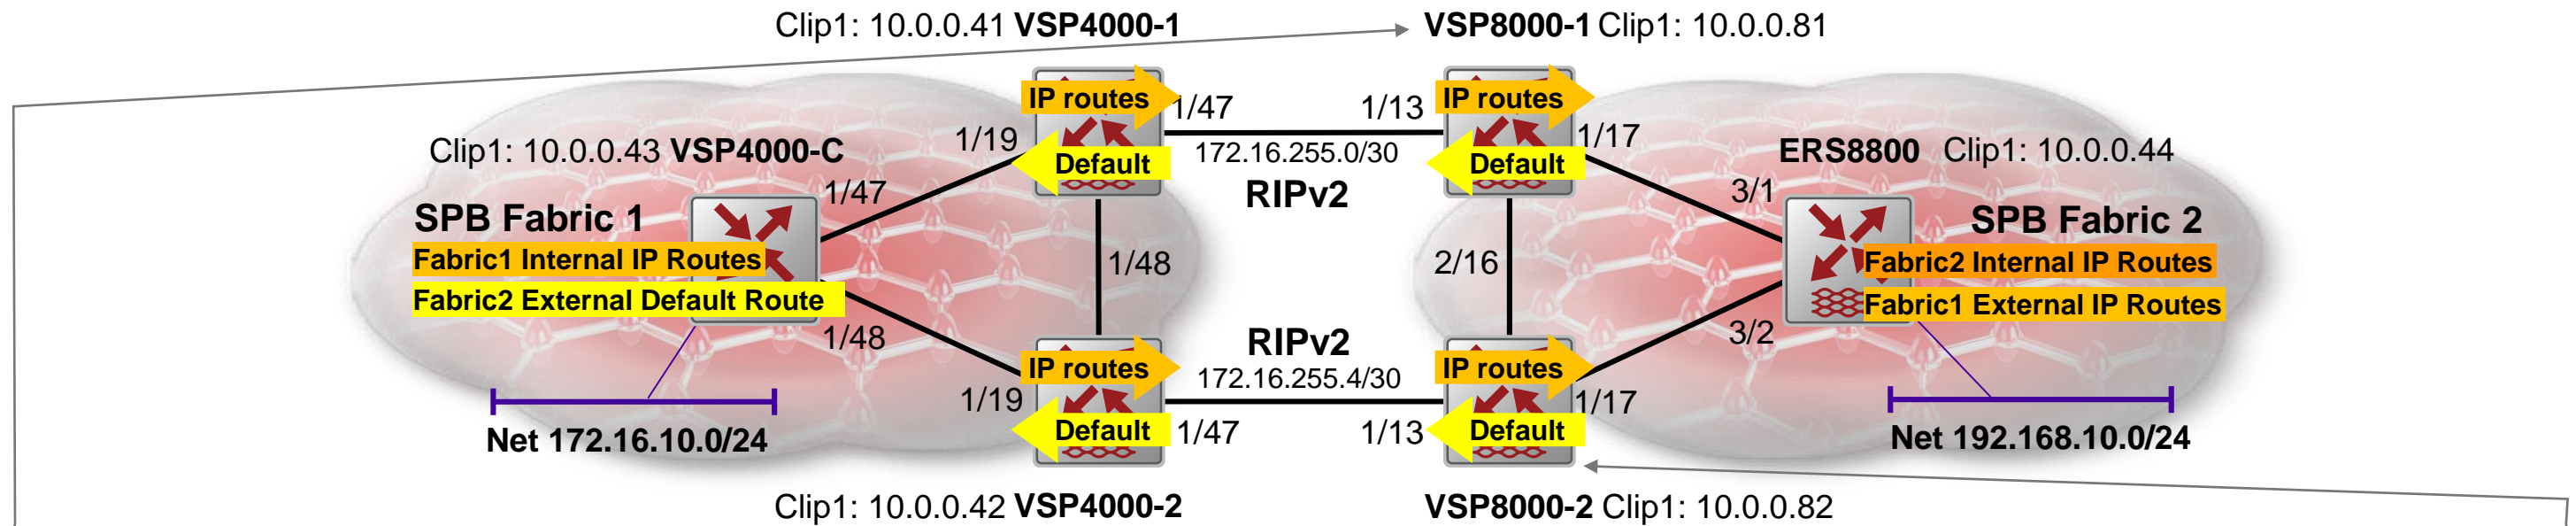 Clip1: 10.0.0.41 VSP4000-1
VSP8000-1 Clip1: 10.0.0.81
IP routes
1/47
1/13
IP routes
1/19
172.16.255.0/30
1/17
Default
Default
RIPv2
Clip1: 10.0.0.43 VSP4000-C
ERS8800 Clip1: 10.0.0.44
1/47
3/1
SPB Fabric 1
SPB Fabric 2
Fabric1 Internal IP Routes
1/48
2/16
Fabric2 Internal IP Routes
Fabric2 External Default Route
Fabric1 External IP Routes
1/48
3/2
RIPv2
IP routes
172.16.255.4/30
IP routes
1/19
1/17
Default
1/47
1/13
Default
Net 172.16.10.0/24
Net 192.168.10.0/24
Clip1: 10.0.0.42 VSP4000-2
VSP8000-2 Clip1: 10.0.0.82